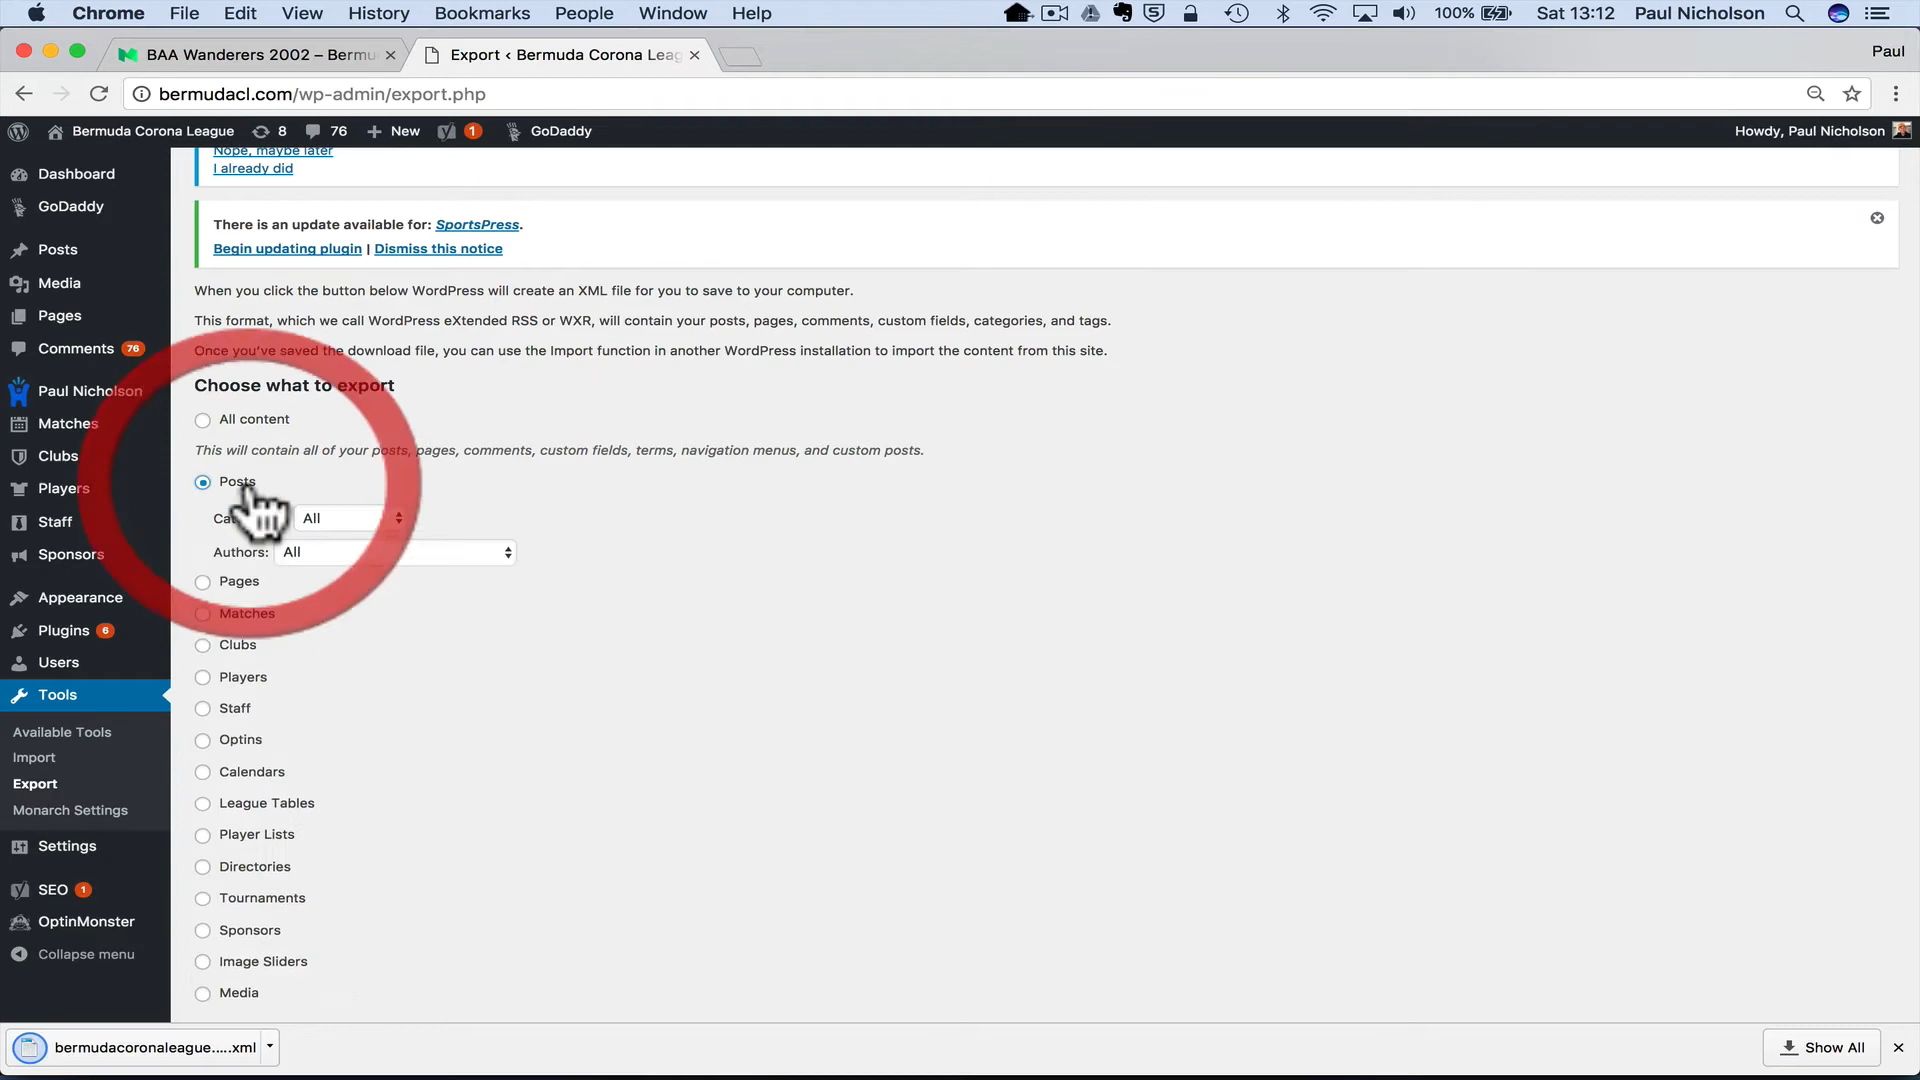 Chrome File Edit View History Bookmarks People Window Help 100% Sat 13:12 Paul Nicholson
BAA Wanderers 2002 – Bermu Export ‹ Bermuda Corona Leag Paul
bermudacl.com/wp-admin/export.php
Bermuda Corona League 8 76 New 1 GoDaddy Howdy, Paul Nicholson
Nope, maybe later
I already did
There is an update available for: SportsPress.
Begin updating plugin | Dismiss this notice
When you click the button below WordPress will create an XML file for you to save to your computer.
This format, which we call WordPress eXtended RSS or WXR, will contain your posts, pages, comments, custom fields, categories, and tags.
Once you've saved the download file, you can use the Import function in another WordPress installation to import the content from this site.
Choose what to export
All content
This will contain all of your posts, pages, comments, custom fields, terms, navigation menus, and custom posts.
Posts
All
Authors: All
Pages
Matches
Clubs
Players
Staff
Optins
Calendars
League Tables
Player Lists
Directories
Tournaments
Sponsors
Image Sliders
Media
Dashboard
GoDaddy
Posts
Media
Pages
Comments 76
Paul Nicholson
Matches
Clubs
Players
Staff
Sponsors
Appearance
Plugins 6
Users
Tools
Available Tools
Import
Export
Monarch Settings
Settings
SEO 1
OptinMonster
Collapse menu
bermudacoronaleague.....xml Show All